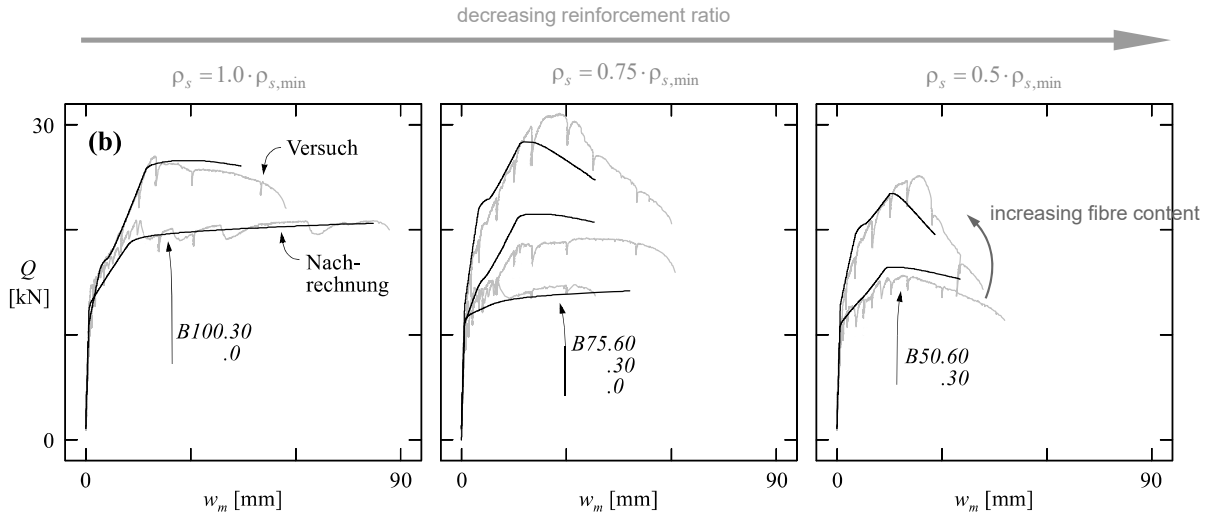 decreasing reinforcement ratio
ρs = 1.0 · ρs,min
ρs = 0.75 · ρs,min
ρs = 0.5 · ρs,min
30
(b)
Versuch
Nach-
rechnung
B100.30
.0
B75.60
.30
.0
increasing fibre content
B50.60
.30
Q
[kN]
0
0
90
0
90
0
90
wm [mm]
wm [mm]
wm [mm]